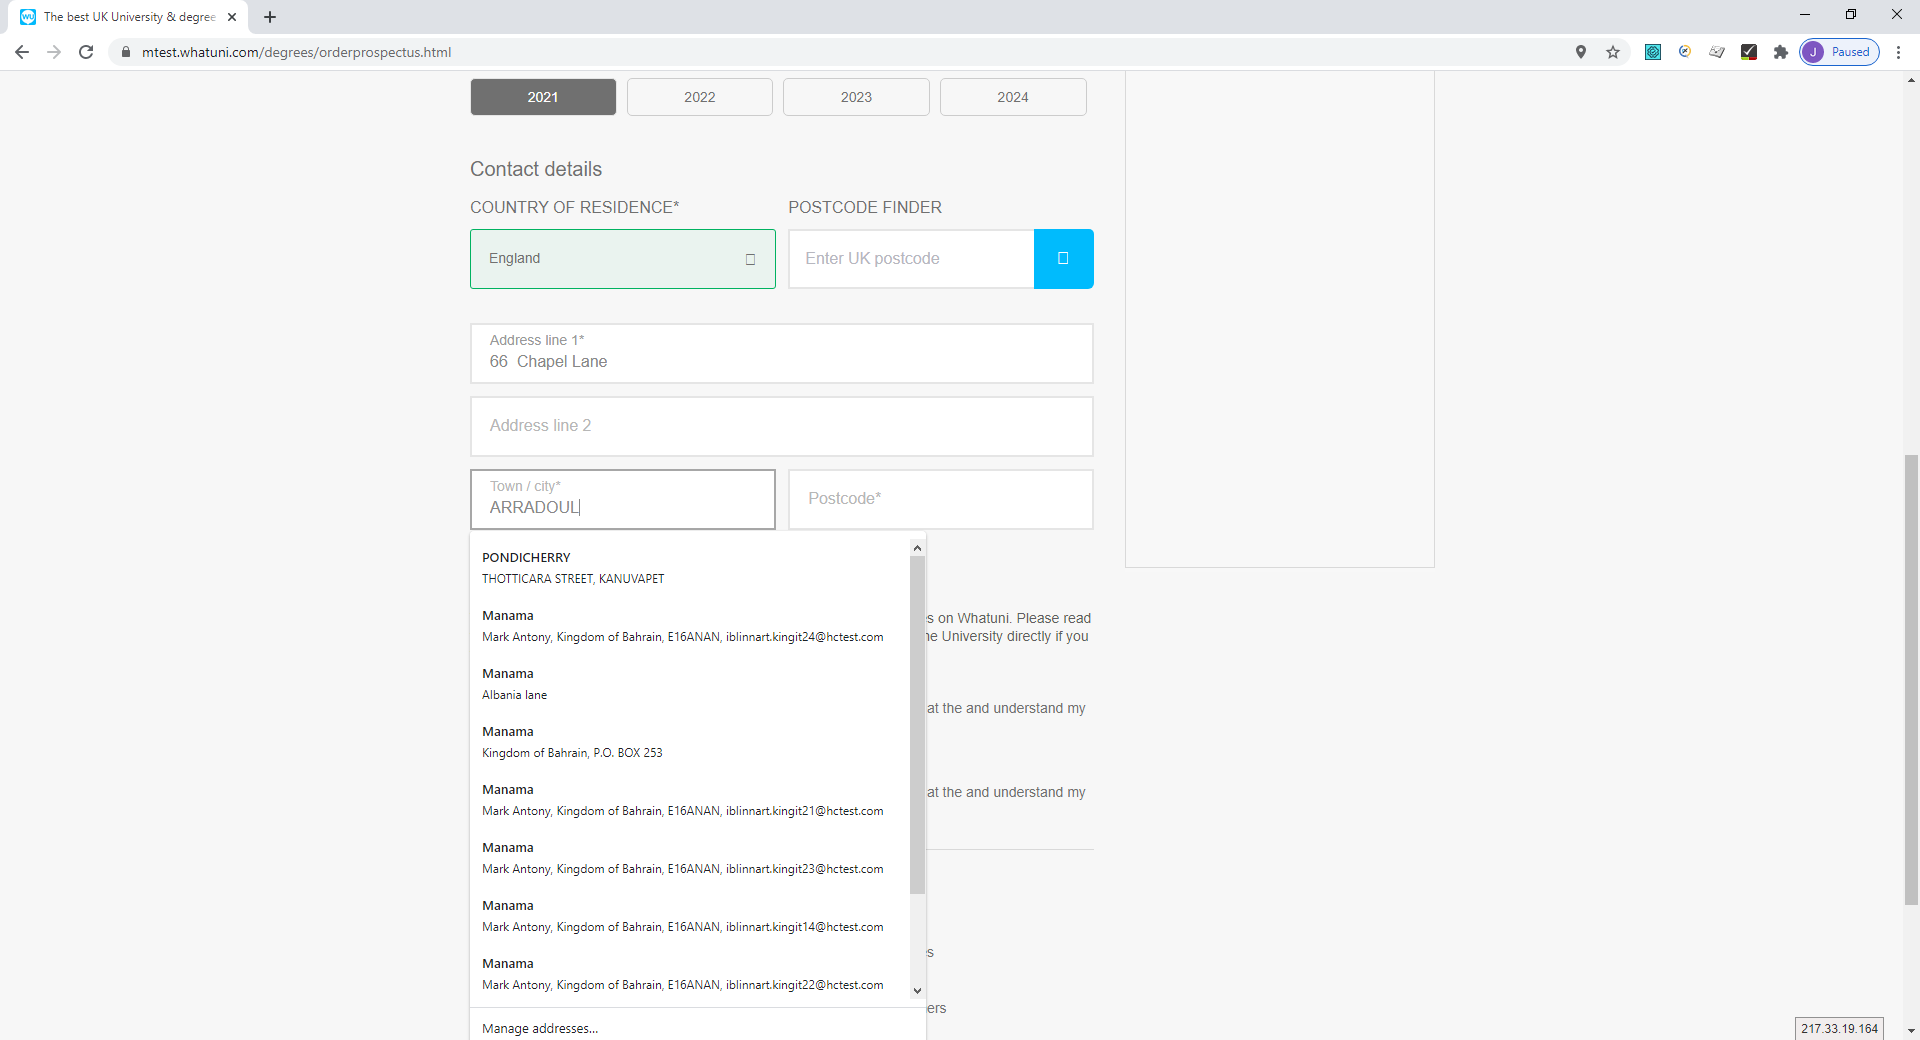 The best UK University & degree
mtest.whatuni.com/degrees/orderprospectus.html
J Paused
2021 2022 2023 2024
Contact details
COUNTRY OF RESIDENCE* POSTCODE FINDER
England Enter UK postcode
Address line 1*
66 Chapel Lane
Address line 2
Town / city*
ARRADOUL
Postcode*
PONDICHERRY
THOTTICARA STREET, KANUVAPET
Manama
Mark Antony, Kingdom of Bahrain, E16ANAN, iblinnart.kingit24@hctest.com
Manama
Albania lane
Manama
Kingdom of Bahrain, P.O. BOX 253
Manama
Mark Antony, Kingdom of Bahrain, E16ANAN, iblinnart.kingit21@hctest.com
Manama
Mark Antony, Kingdom of Bahrain, E16ANAN, iblinnart.kingit23@hctest.com
Manama
Mark Antony, Kingdom of Bahrain, E16ANAN, iblinnart.kingit14@hctest.com
Manama
Mark Antony, Kingdom of Bahrain, E16ANAN, iblinnart.kingit22@hctest.com
Manage addresses...
s on Whatuni. Please read
e University directly if you
at the and understand my
at the and understand my
s
ers
217.33.19.164